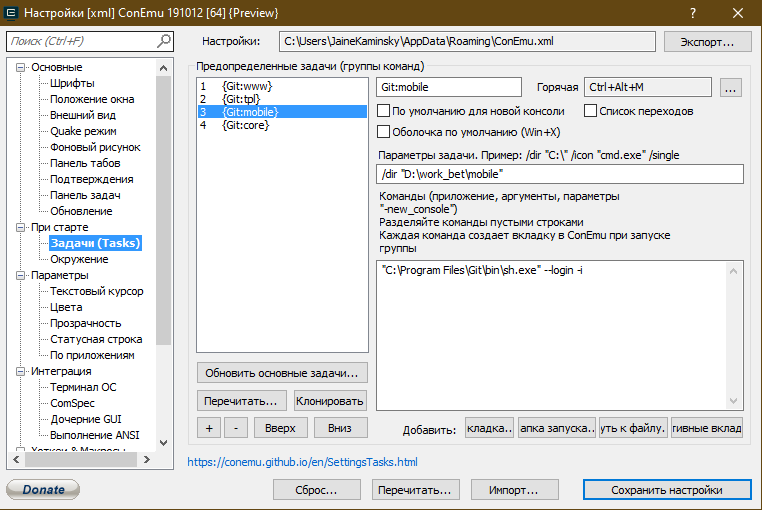 Настройки [xml] ConEmu 191012 [64] {Preview}
Поиск (Ctrl+F)
Настройки:
C:\Users\JaineKaminsky\AppData\Roaming\ConEmu.xml
Экспорт...
Основные
Шрифты
Положение окна
Внешний вид
Quake режим
Фоновый рисунок
Панель табов
Подтверждения
Панель задач
Обновление
При старте
Задачи (Tasks)
Окружение
Параметры
Текстовый курсор
Цвета
Прозрачность
Статусная строка
По приложениям
Интеграция
Терминал ОС
ComSpec
Дочерние GUI
Выполнение ANSI
Хоткеи & Макросы
Предопределенные задачи (группы команд)
1 {Git:www}
2 {Git:tpl}
3 {Git:mobile}
4 {Git:core}
Git:mobile
Горячая
Ctrl+Alt+M
...
По умолчанию для новой консоли
Список переходов
Оболочка по умолчанию (Win+X)
Параметры задачи. Пример: /dir "C:\" /icon "cmd.exe" /single
/dir "D:\work_bet\mobile"
Команды (приложение, аргументы, параметры
"-new_console")
Разделяйте команды пустыми строками
Каждая команда создает вкладку в ConEmu при запуске
группы
"C:\Program Files\Git\bin\sh.exe" --login -i
Обновить основные задачи...
Перечитать...
Клонировать
+
-
Вверх
Вниз
Добавить:
кладка..
апка запуска..
уть к файлу.
гивные вклад
https://conemu.github.io/en/SettingsTasks.html
Donate
Сброс...
Перечитать...
Импорт...
Сохранить настройки